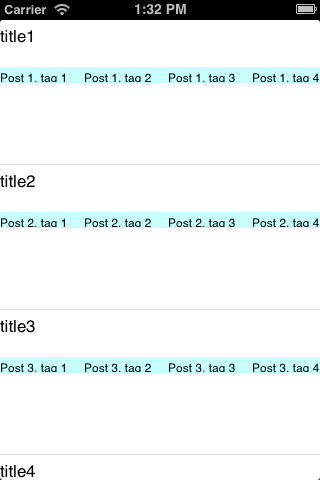 Carrier 1:32 PM
title1
Post 1, tag 1 Post 1, tag 2 Post 1, tag 3 Post 1, tag 4
title2
Post 2, tag 1 Post 2, tag 2 Post 2, tag 3 Post 2, tag 4
title3
Post 3, tag 1 Post 3, tag 2 Post 3, tag 3 Post 3, tag 4
title4